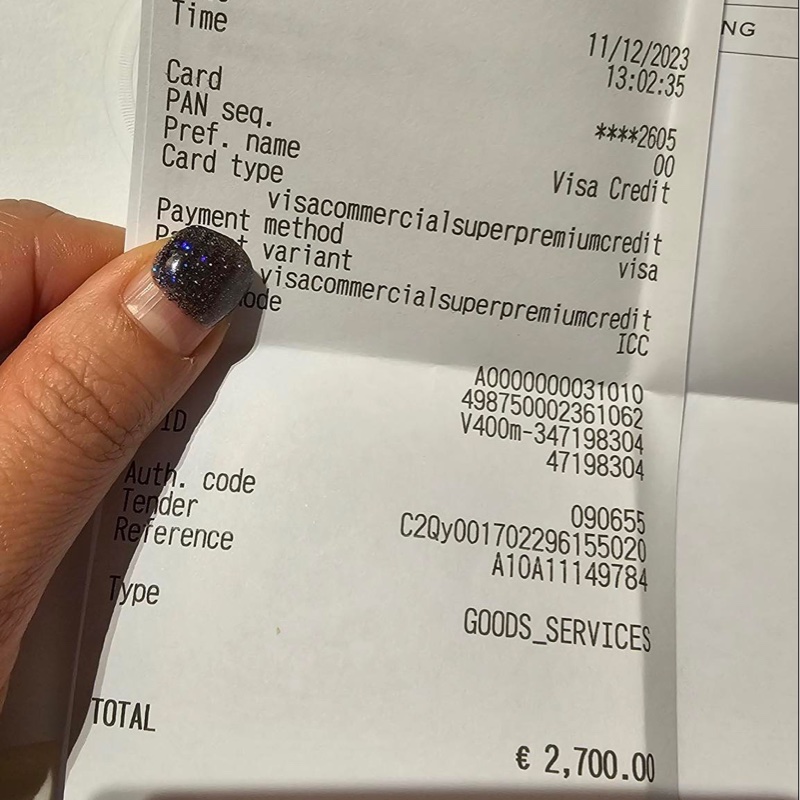 NG
Time
11/12/2023
13:02:35
Card ****2605
PAN seq. 00
Pref. name Visa Credit
Card type
visacommercialsuperpremiumcredit
Payment method visa
variant
visacommercialsuperpremiumcredit
ICC
A0000000031010
498750002361062
V400m-347198304
ID 47198304
Auth. code 090655
Tender C2Qy001702296155020
Reference A10A11149784
Type GOODS_SERVICES
TOTAL € 2,700.00